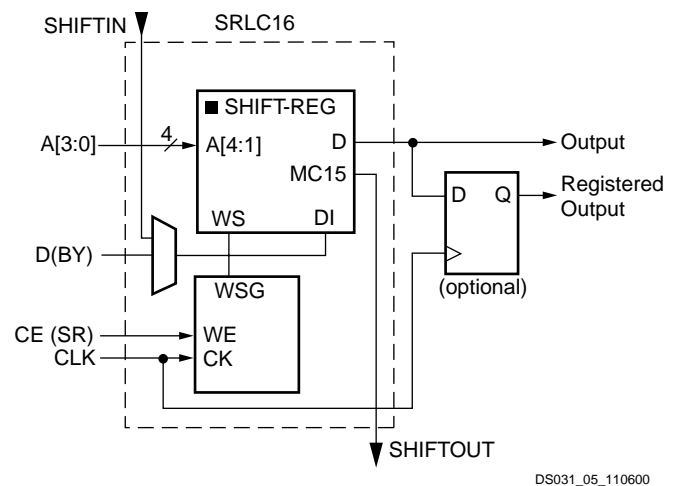 SHIFTIN
SRLC16
SHIFT-REG
A[3:0]
4
A[4:1]
D
Output
MC15
D
Q
Registered
Output
WS
DI
D(BY)
(optional)
WSG
CE (SR)
WE
CLK
CK
SHIFTOUT
DS031_05_110600